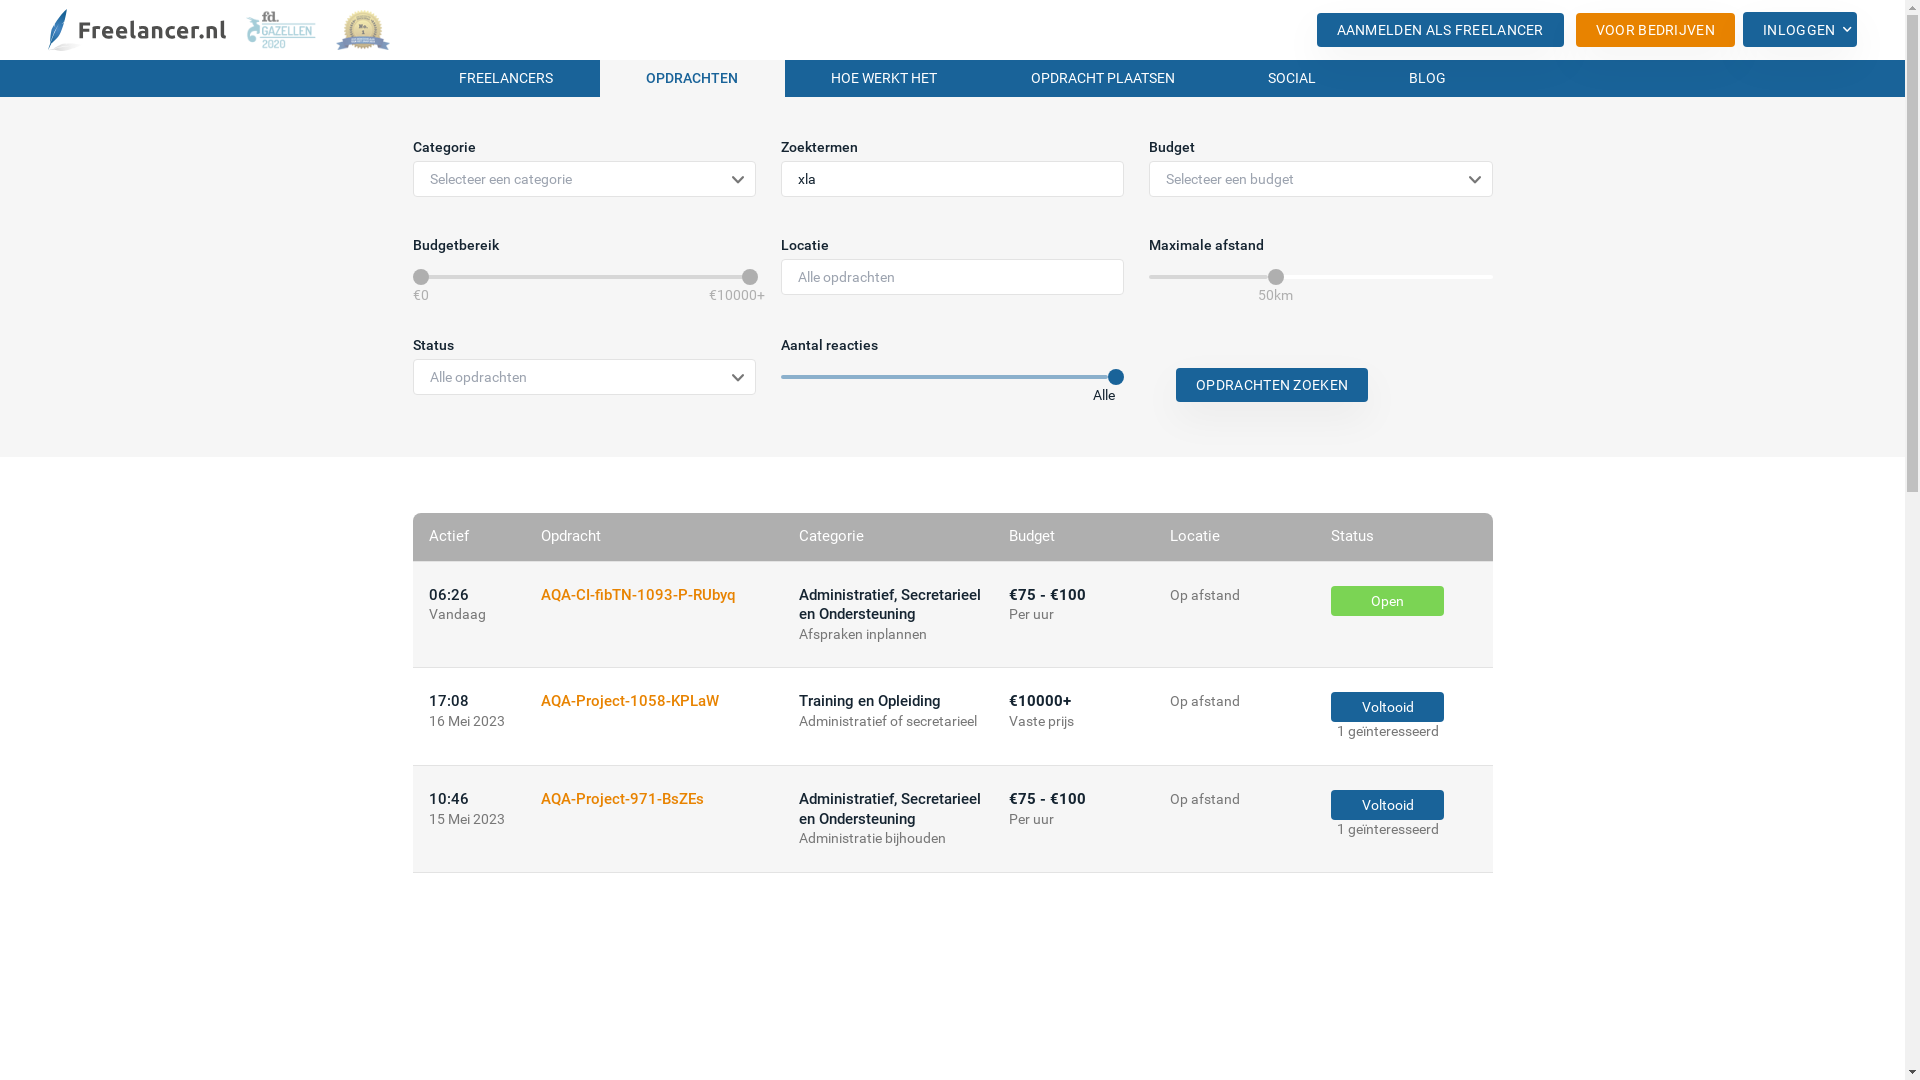 Freelancer.nl
fd.
GAZELLEN
2020
AANMELDEN ALS FREELANCER
VOOR BEDRIJVEN
INLOGGEN
FREELANCERS
OPDRACHTEN
HOE WERKT HET
OPDRACHT PLAATSEN
SOCIAL
BLOG
Categorie
Zoektermen
Budget
Selecteer een categorie
xla
Selecteer een budget
Budgetbereik
Locatie
Maximale afstand
Alle opdrachten
€0
€10000+
50km
Status
Aantal reacties
Alle opdrachten
Alle
OPDRACHTEN ZOEKEN
Actief
Opdracht
Categorie
Budget
Locatie
Status
06:26
Vandaag
AQA-CI-fibTN-1093-P-RUbyq
Administratief, Secretarieel
en Ondersteuning
Afspraken inplannen
€75 - €100
Per uur
Op afstand
Open
17:08
16 Mei 2023
AQA-Project-1058-KPLaW
Training en Opleiding
Administratief of secretarieel
€10000+
Vaste prijs
Op afstand
Voltooid
1 geïnteresseerd
10:46
15 Mei 2023
AQA-Project-971-BsZEs
Administratief, Secretarieel
en Ondersteuning
Administratie bijhouden
€75 - €100
Per uur
Op afstand
Voltooid
1 geïnteresseerd